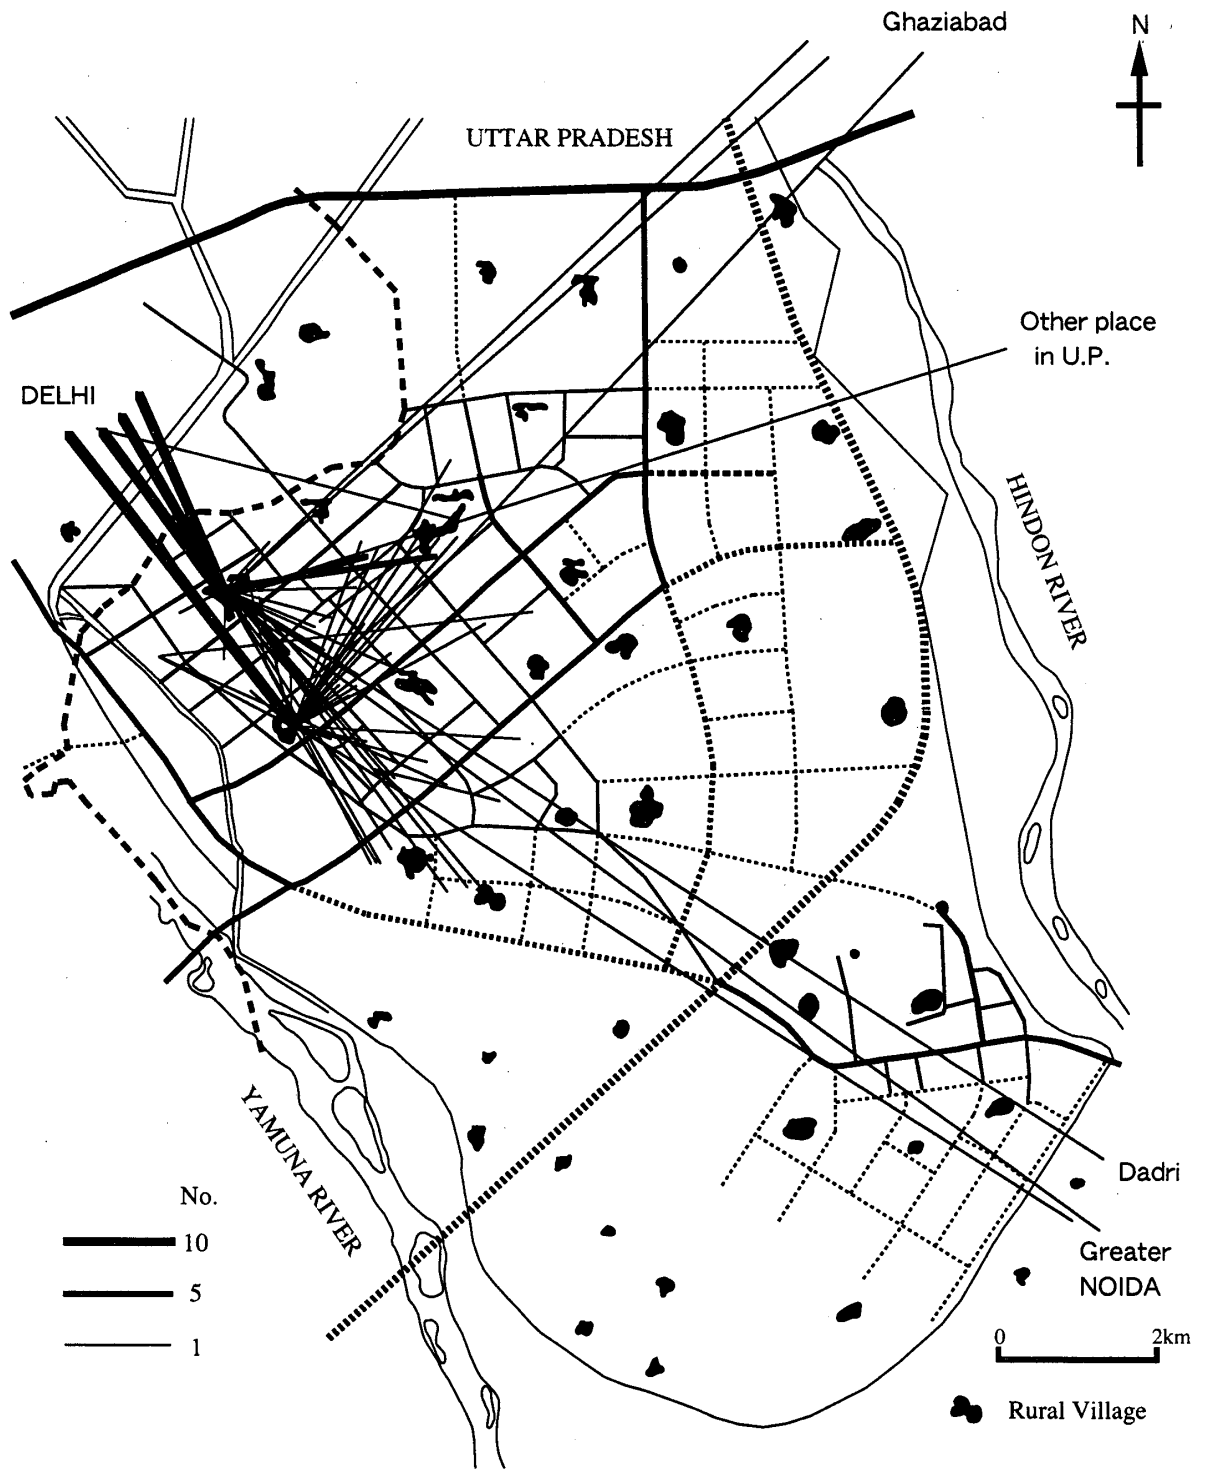 Ghaziabad
N
UTTAR PRADESH
Other place
in U.P.
DELHI
HINDON RIVER
YAMUNA RIVER
Dadri
Greater
NOIDA
No.
10
5
1
0 2km
Rural Village